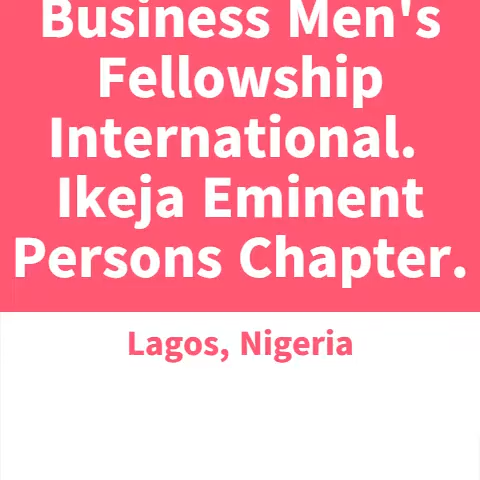 Business Men's
Fellowship
International.
Ikeja Eminent
Persons Chapter.
Lagos, Nigeria